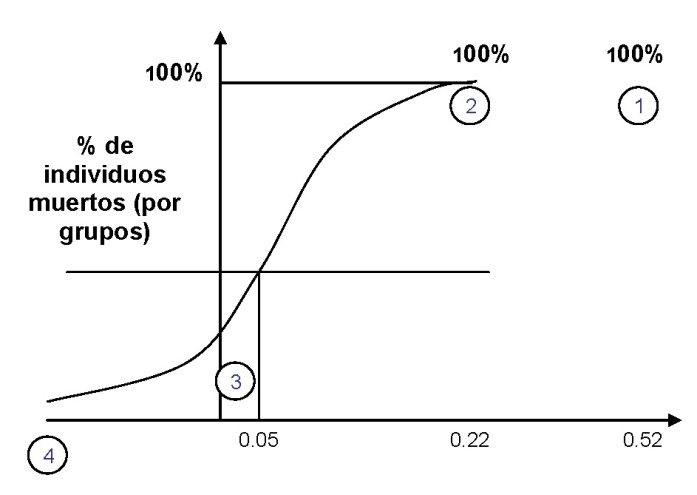 100%
100%
100%
2
1
% de
individuos
muertos (por
grupos)
3
4
0.05
0.22
0.52